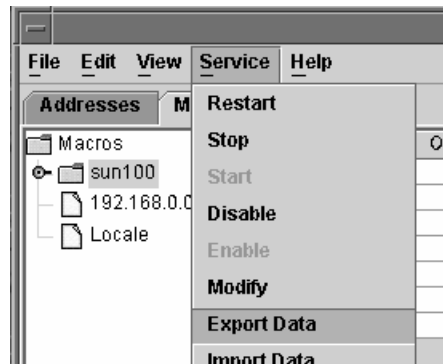 File Edit View Service Help
Addresses M Restart
Macros Stop O
sun100 Start
192.168.0.0 Disable
Locale Enable
Modify
Export Data
Import Data